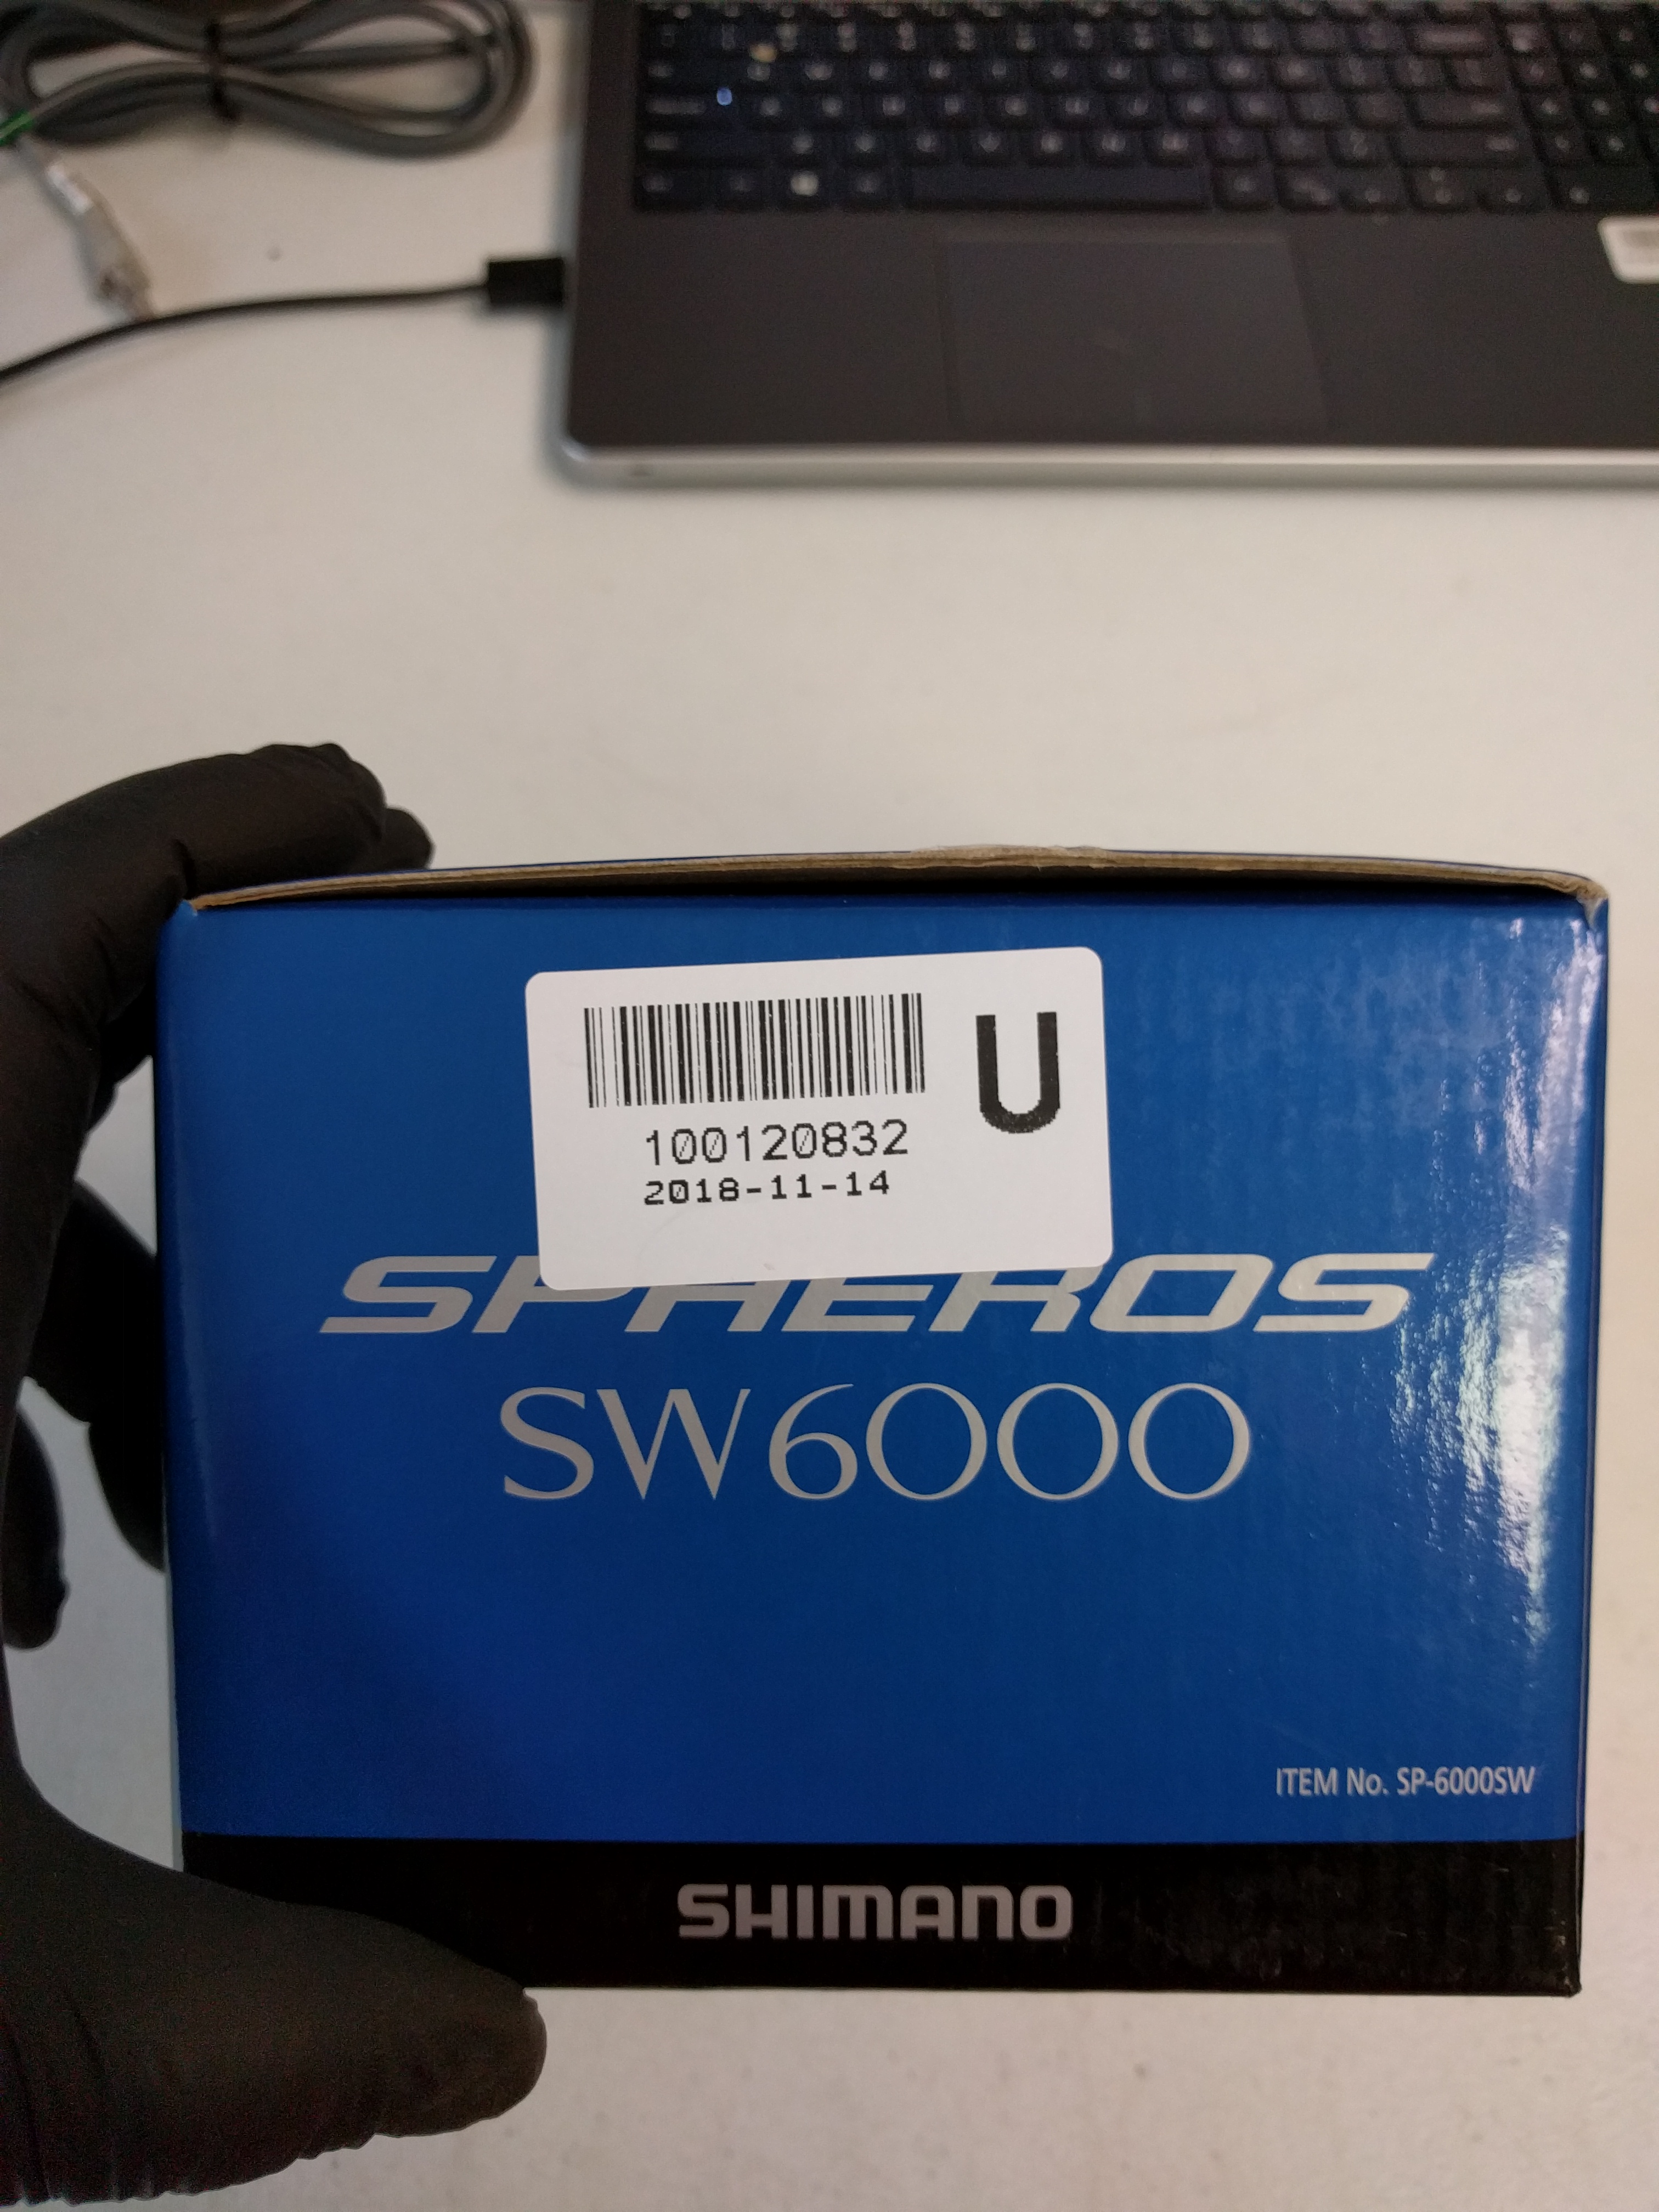 U
100120832
2018-11-14
SPHEROS
SW6000
ITEM No. SP-6000SW
SHIMANO